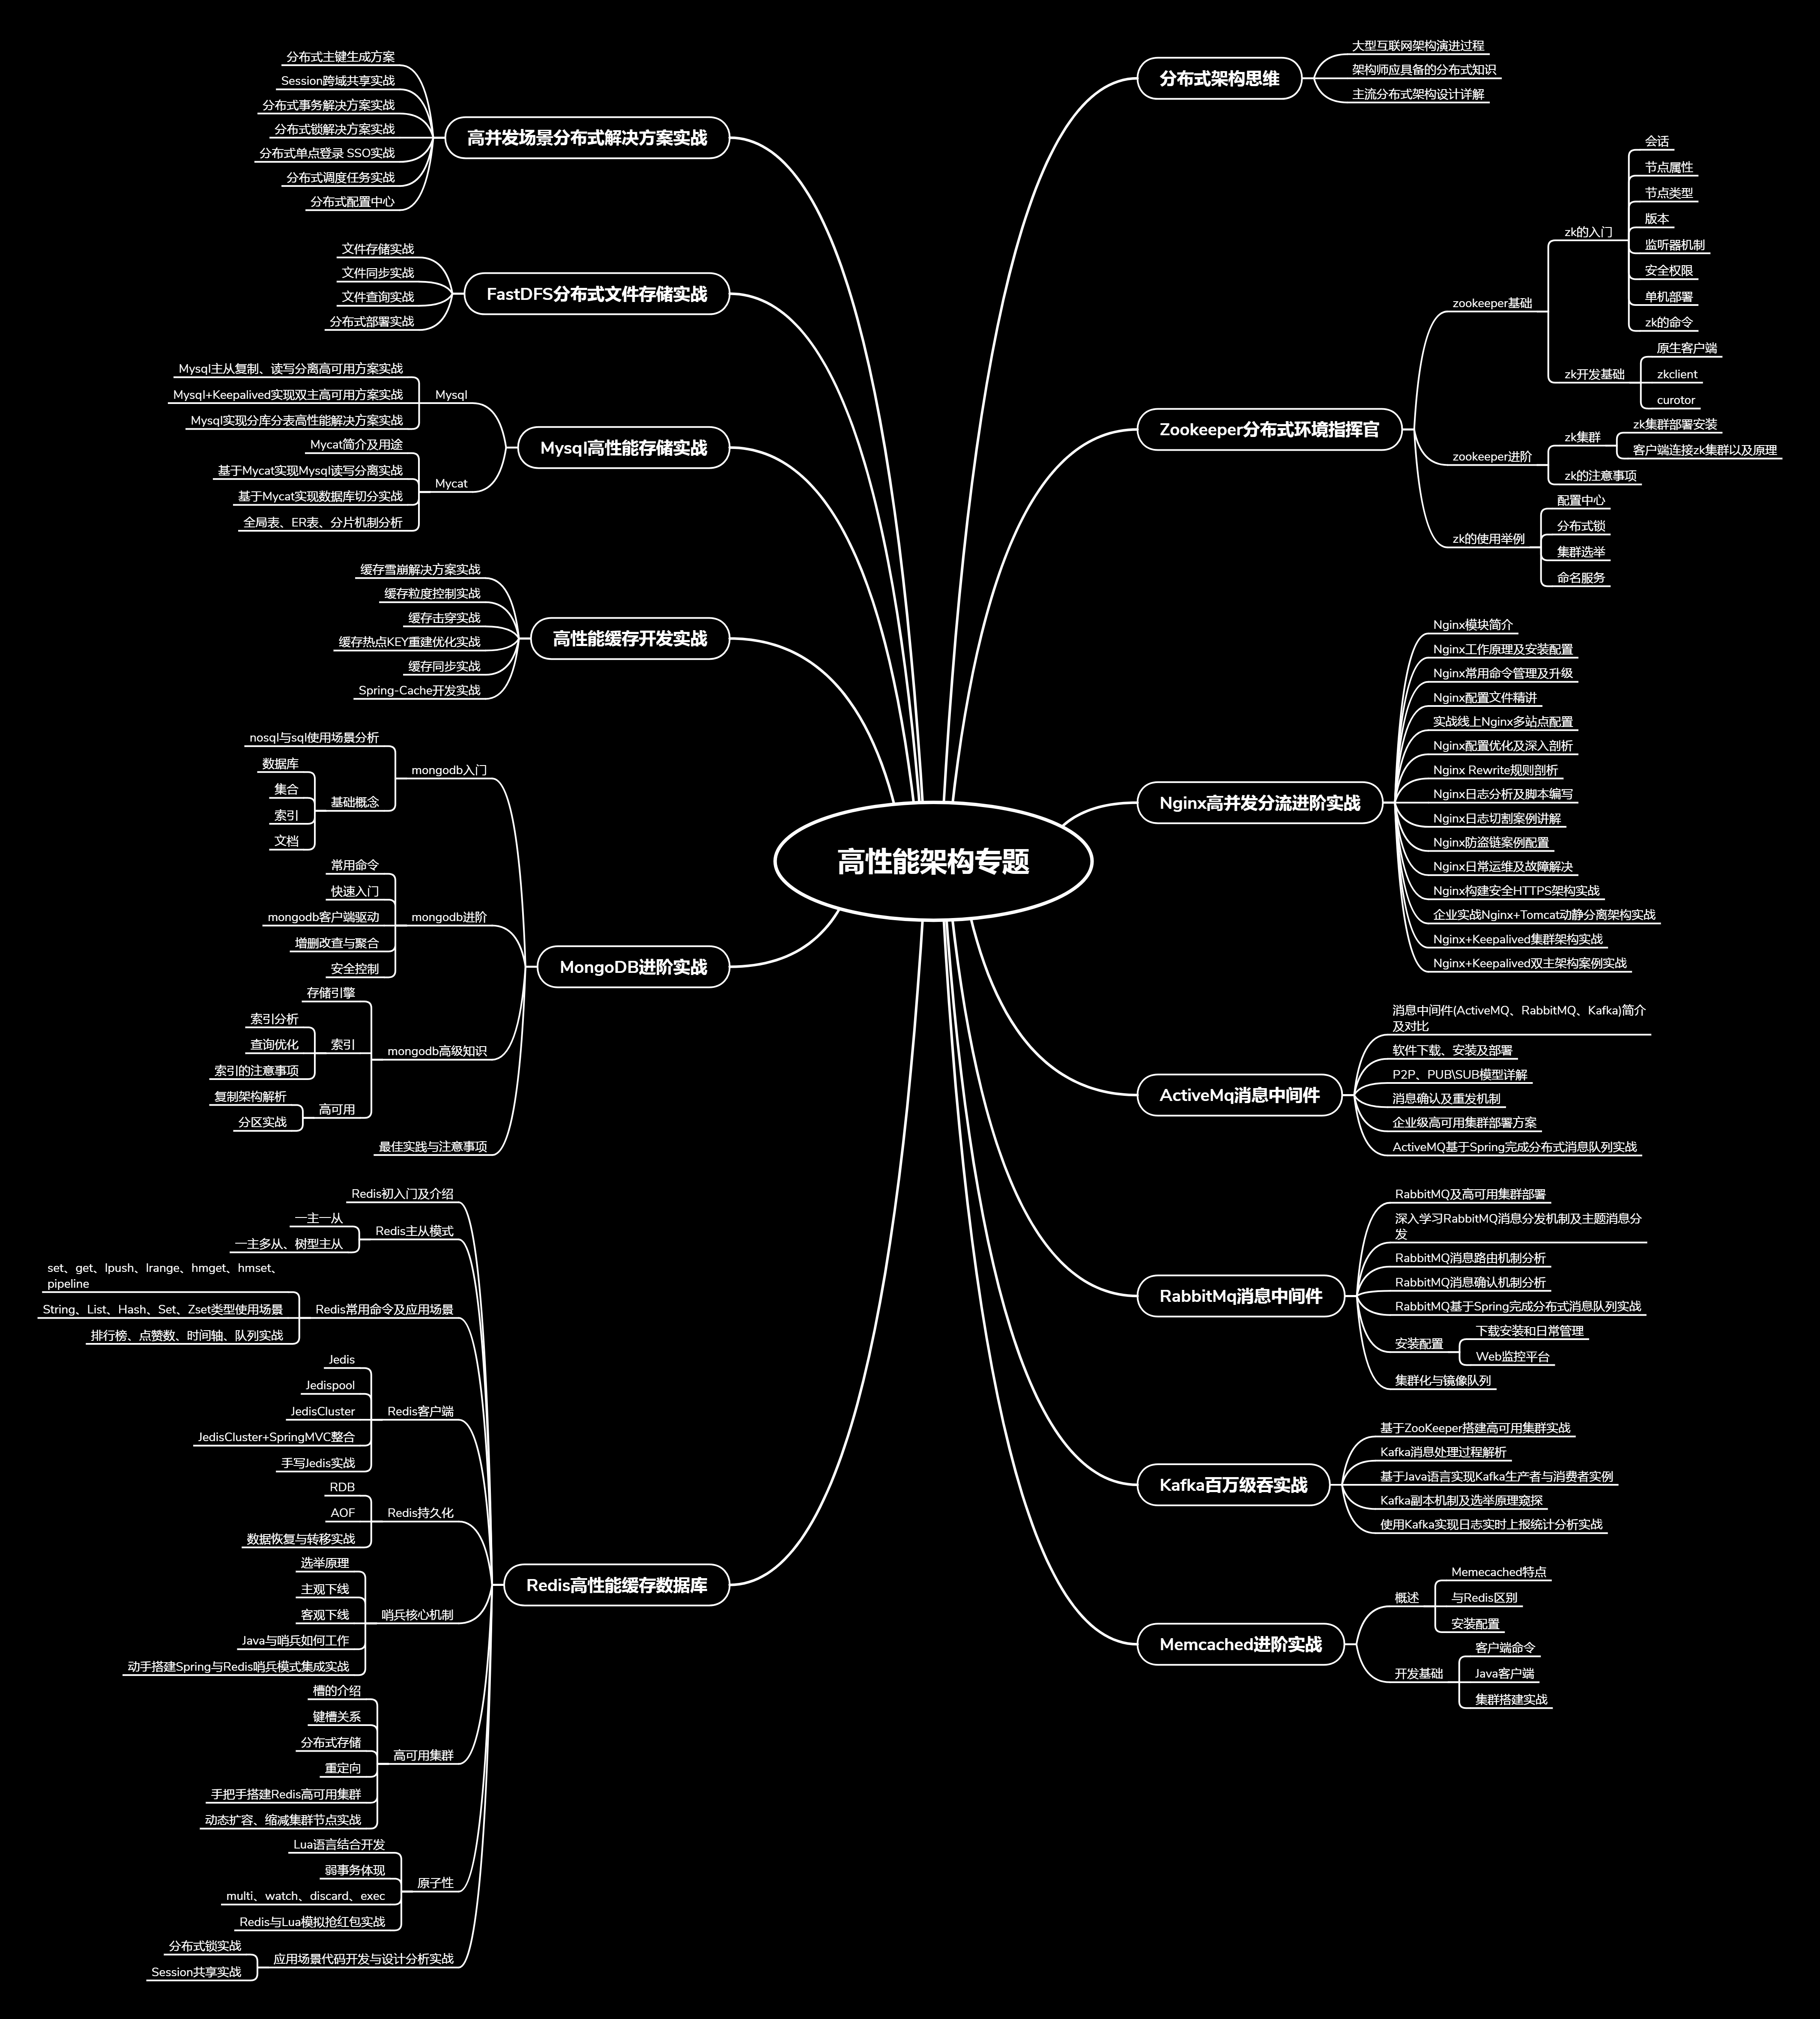 高性能架构专题
分布式架构思维
大型互联网架构演进过程
架构师应具备的分布式知识
主流分布式架构设计详解
Zookeeper分布式环境指挥官
zookeeper基础
zk的入门
会话
节点属性
节点类型
版本
监听器机制
安全权限
单机部署
zk的命令
zk开发基础
原生客户端
zkclient
curotor
zookeeper进阶
zk集群
zk集群部署安装
客户端连接zk集群以及原理
zk的注意事项
zk的使用举例
配置中心
分布式锁
集群选举
命名服务
Nginx高并发分流进阶实战
Nginx模块简介
Nginx工作原理及安装配置
Nginx常用命令管理及升级
Nginx配置文件精讲
实战线上Nginx多站点配置
Nginx配置优化及深入剖析
Nginx Rewrite规则剖析
Nginx日志分析及脚本编写
Nginx日志切割案例讲解
Nginx防盗链案例配置
Nginx日常运维及故障解决
Nginx构建安全HTTPS架构实战
企业实战Nginx+Tomcat动静分离架构实战
Nginx+Keepalived集群架构实战
Nginx+Keepalived双主架构案例实战
ActiveMq消息中间件
消息中间件(ActiveMQ、RabbitMQ、Kafka)简介
及对比
软件下载、安装及部署
P2P、PUB\SUB模型详解
消息确认及重发机制
企业级高可用集群部署方案
ActiveMQ基于Spring完成分布式消息队列实战
RabbitMq消息中间件
RabbitMQ及高可用集群部署
深入学习RabbitMQ消息分发机制及主题消息分
发
RabbitMQ消息路由机制分析
RabbitMQ消息确认机制分析
RabbitMQ基于Spring完成分布式消息队列实战
安装配置
下载安装和日常管理
Web监控平台
集群化与镜像队列
Kafka百万级吞实战
基于ZooKeeper搭建高可用集群实战
Kafka消息处理过程解析
基于Java语言实现Kafka生产者与消费者实例
Kafka副本机制及选举原理窥探
使用Kafka实现日志实时上报统计分析实战
Memcached进阶实战
概述
Memecached特点
与Redis区别
安装配置
开发基础
客户端命令
Java客户端
集群搭建实战
高并发场景分布式解决方案实战
分布式主键生成方案
Session跨域共享实战
分布式事务解决方案实战
分布式锁解决方案实战
分布式单点登录 SSO实战
分布式调度任务实战
分布式配置中心
FastDFS分布式文件存储实战
文件存储实战
文件同步实战
文件查询实战
分布式部署实战
Mysql高性能存储实战
Mysql
Mysql主从复制、读写分离高可用方案实战
Mysql+Keepalived实现双主高可用方案实战
Mysql实现分库分表高性能解决方案实战
Mycat
Mycat简介及用途
基于Mycat实现Mysql读写分离实战
基于Mycat实现数据库切分实战
全局表、ER表、分片机制分析
高性能缓存开发实战
缓存雪崩解决方案实战
缓存粒度控制实战
缓存击穿实战
缓存热点KEY重建优化实战
缓存同步实战
Spring-Cache开发实战
MongoDB进阶实战
mongodb入门
nosql与sql使用场景分析
基础概念
数据库
集合
索引
文档
mongodb进阶
常用命令
快速入门
mongodb客户端驱动
增删改查与聚合
安全控制
mongodb高级知识
存储引擎
索引
索引分析
查询优化
索引的注意事项
高可用
复制架构解析
分区实战
最佳实践与注意事项
Redis高性能缓存数据库
Redis初入门及介绍
Redis主从模式
一主一从
一主多从、树型主从
Redis常用命令及应用场景
set、get、lpush、lrange、hmget、hmset、
pipeline
String、List、Hash、Set、Zset类型使用场景
排行榜、点赞数、时间轴、队列实战
Redis客户端
Jedis
Jedispool
JedisCluster
JedisCluster+SpringMVC整合
手写Jedis实战
Redis持久化
RDB
AOF
数据恢复与转移实战
哨兵核心机制
选举原理
主观下线
客观下线
Java与哨兵如何工作
动手搭建Spring与Redis哨兵模式集成实战
高可用集群
槽的介绍
键槽关系
分布式存储
重定向
手把手搭建Redis高可用集群
动态扩容、缩减集群节点实战
原子性
Lua语言结合开发
弱事务体现
multi、watch、discard、exec
Redis与Lua模拟抢红包实战
应用场景代码开发与设计分析实战
分布式锁实战
Session共享实战